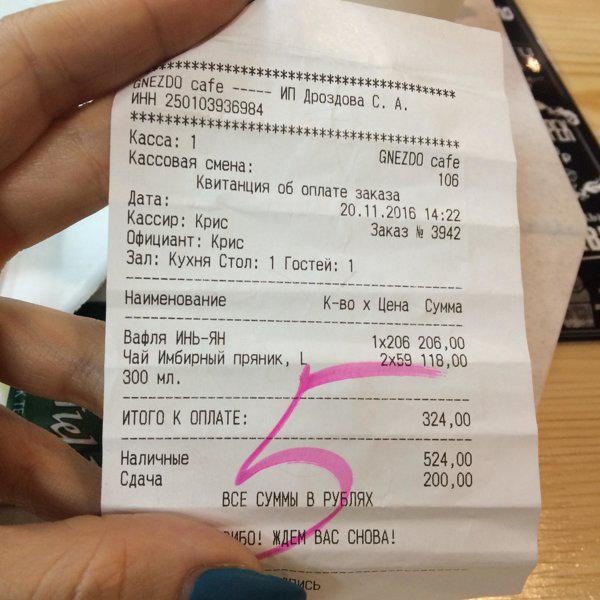 ****************************************
GNEZDO cafe ----- ИП Дроздова С. А.
ИНН 250103936984
****************************************
Касса: 1 GNEZDO cafe
Кассовая смена: 106
Квитанция об оплате заказа
Дата: 20.11.2016 14:22
Кассир: Крис Заказ № 3942
Официант: Крис
Зал: Кухня Стол: 1 Гостей: 1
----------------------------------------
Наименование К-во x Цена Сумма
----------------------------------------
Вафля ИНЬ-ЯН 1x206 206,00
Чай Имбирный пряник, L 2x59 118,00
300 мл.
----------------------------------------
ИТОГО К ОПЛАТЕ: 324,00
----------------------------------------
Наличные 524,00
Сдача 200,00
ВСЕ СУММЫ В РУБЛЯХ
5
ИБО! ЖДЕМ ВАС СНОВА!